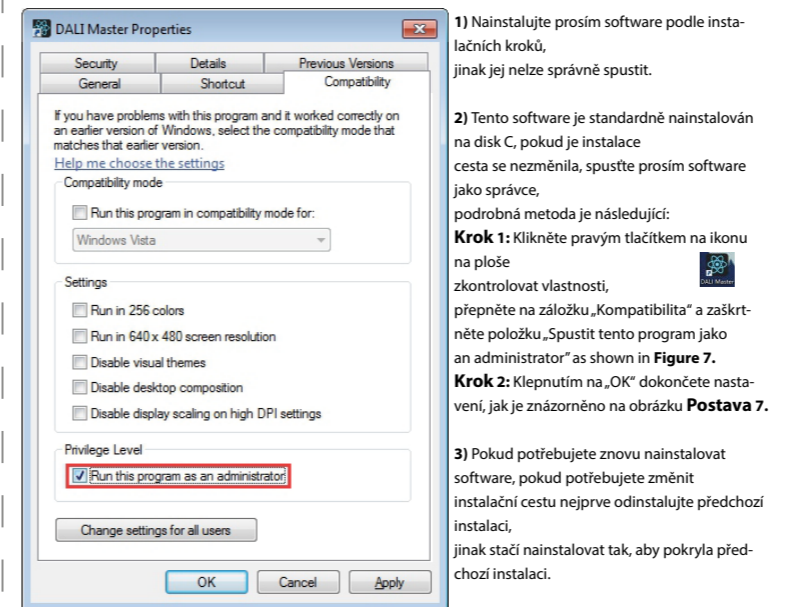 DALI Master Properties
Security
Details
Previous Versions
General
Shortcut
Compatibility
If you have problems with this program and it worked correctly on
an earlier version of Windows, select the compatibility mode that
matches that earlier version.
Help me choose the settings
Compatibility mode
Run this program in compatibility mode for:
Windows Vista
Settings
Run in 256 colors
Run in 640 x 480 screen resolution
Disable visual themes
Disable desktop composition
Disable display scaling on high DPI settings
Privilege Level
Run this program as an administrator
Change settings for all users
OK
Cancel
Apply
1) Nainstalujte prosím software podle insta-
lačních kroků,
jinak jej nelze správně spustit.
2) Tento software je standardně nainstalován
na disk C, pokud je instalace
cesta se nezměnila, spusťte prosím software
jako správce,
podrobná metoda je následující:
Krok 1: Klikněte pravým tlačítkem na ikonu
na ploše
DALI Master
zkontrolovat vlastnosti,
přepněte na záložku „Kompatibilita“ a zaškrt-
něte položku „Spustit tento program jako
an administrator” as shown in Figure 7.
Krok 2: Klepnutím na „OK“ dokončete nasta-
vení, jak je znázorněno na obrázku Postava 7.
3) Pokud potřebujete znovu nainstalovat
software, pokud potřebujete změnit
instalační cestu nejprve odinstalujte předchozí
instalaci,
jinak stačí nainstalovat tak, aby pokryla před-
chozí instalaci.